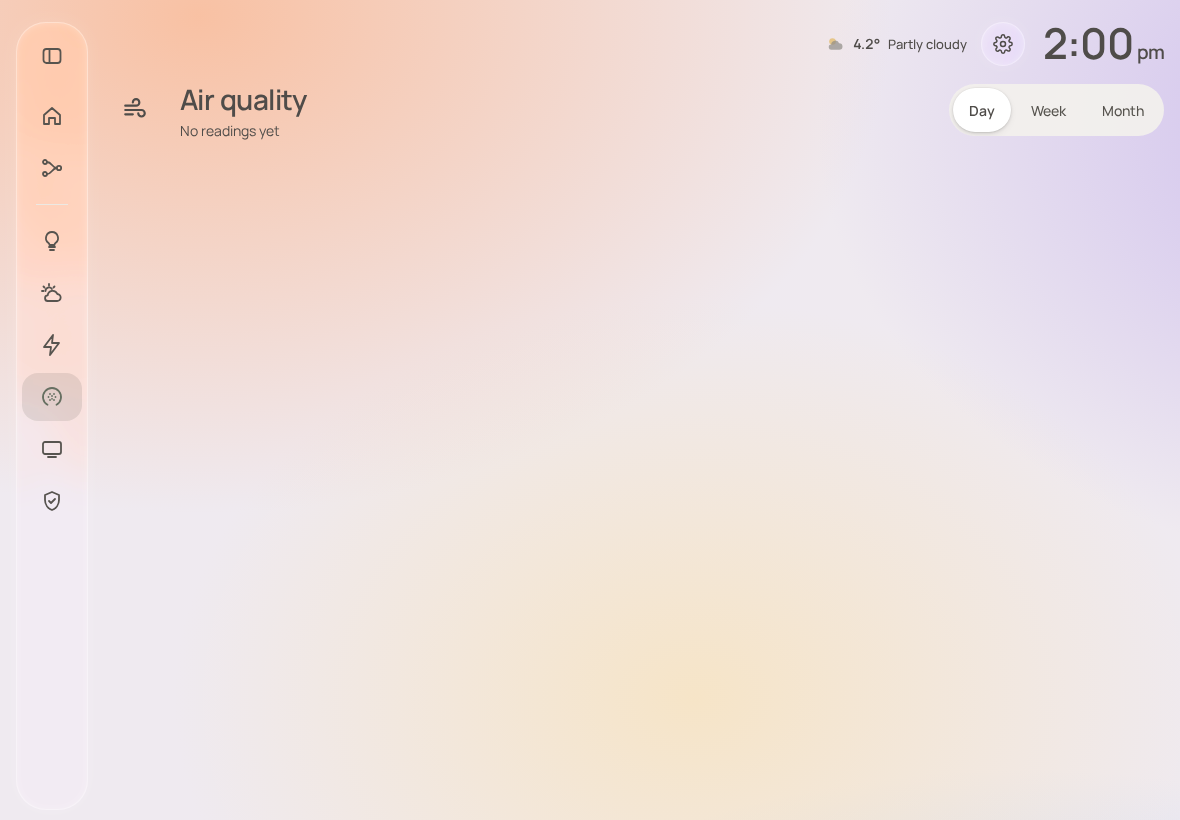 4.2° Partly cloudy
2:00 pm
Air quality
No readings yet
Day Week Month